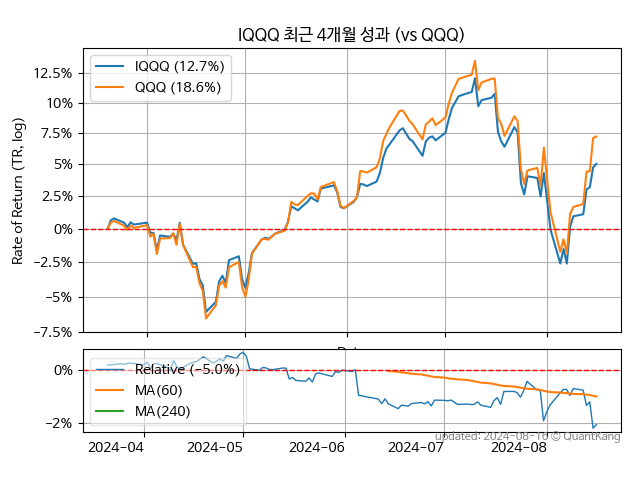 IQQQ 최근 4개월 성과 (vs QQQ)
Rate of Return (TR, log)
12.5%
10%
7.5%
5%
2.5%
0%
−2.5%
−5%
−7.5%
IQQQ (12.7%)
QQQ (18.6%)
0%
−2%
Relative (−5.0%)
MA(60)
MA(240)
updated: 2024-08-16 © QuantKang
2024-04
2024-05
2024-06
2024-07
2024-08